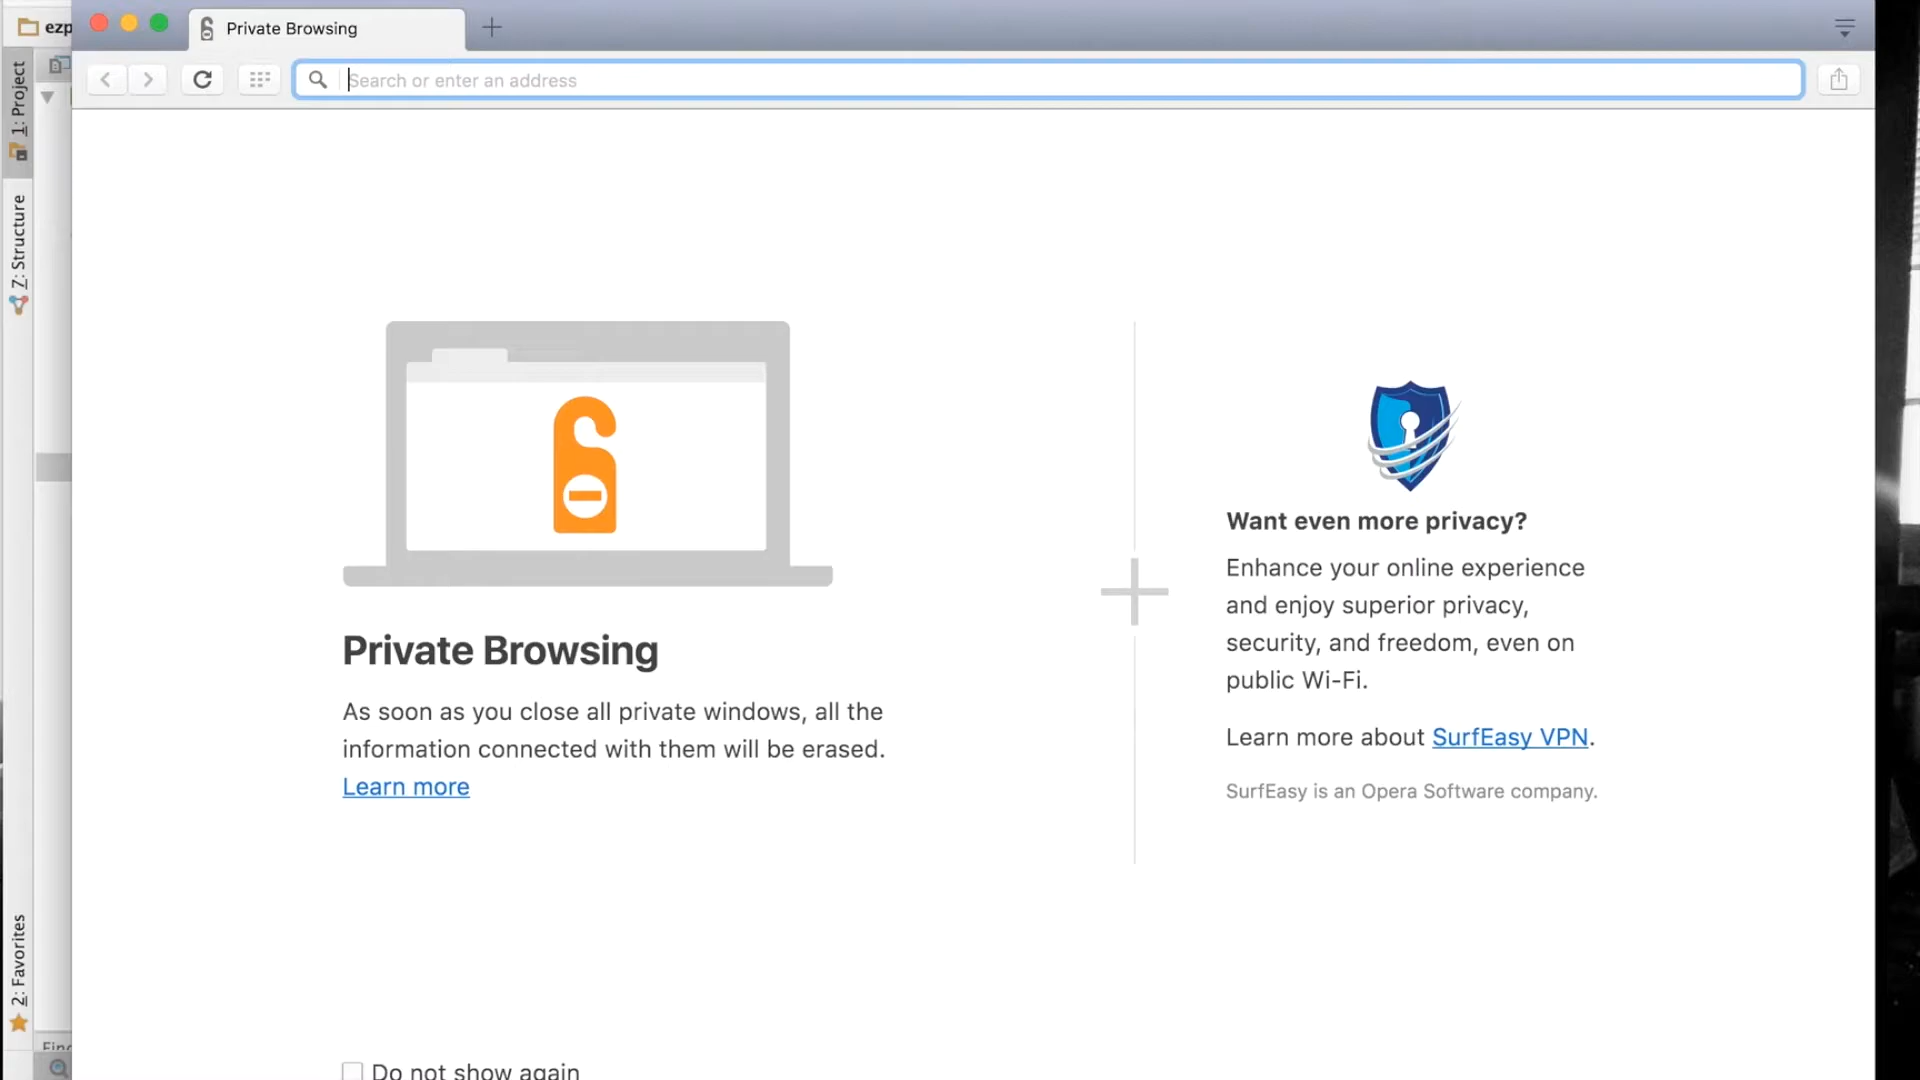 ezp
Private Browsing
1: Project
Search or enter an address
Z: Structure
Want even more privacy?
Enhance your online experience
and enjoy superior privacy,
security, and freedom, even on
public Wi-Fi.
Learn more about SurfEasy VPN.
SurfEasy is an Opera Software company.
Private Browsing
As soon as you close all private windows, all the
information connected with them will be erased.
Learn more
2: Favorites
Do not show again